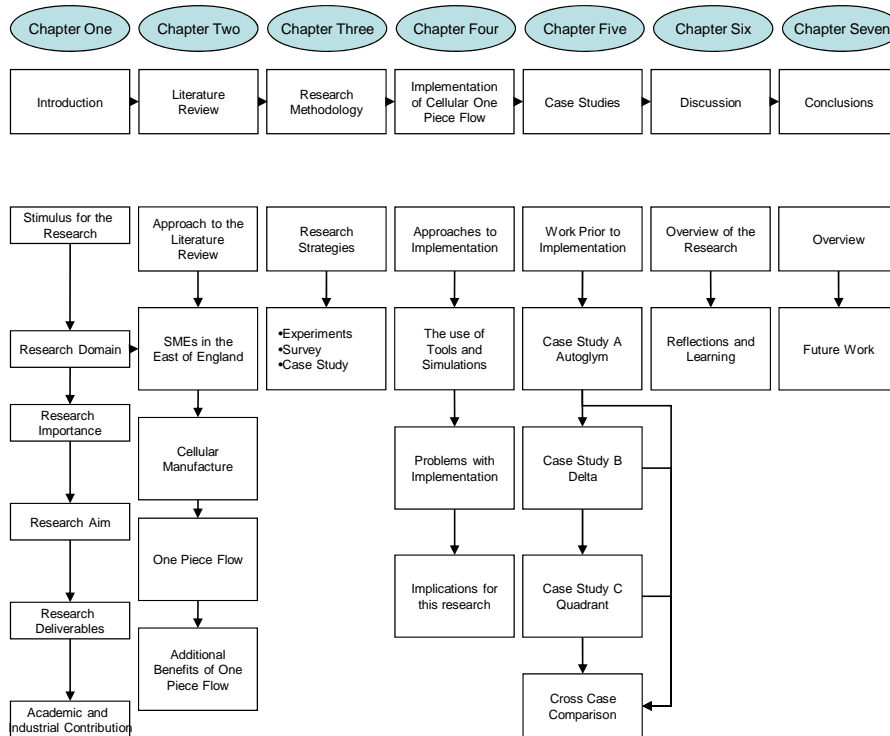 Chapter One
Chapter Two
Chapter Three
Chapter Four
Chapter Five
Chapter Six
Chapter Seven
Introduction
Literature
Review
Research
Methodology
Implementation
of Cellular One
Piece Flow
Case Studies
Discussion
Conclusions
Stimulus for the
Research
Research Domain
Research
Importance
Research Aim
Research
Deliverables
Academic and
Industrial Contribution
Approach to the
Literature
Review
SMEs in the
East of England
Cellular
Manufacture
One Piece Flow
Additional
Benefits of One
Piece Flow
Research
Strategies
•Experiments
•Survey
•Case Study
Approaches to
Implementation
The use of
Tools and
Simulations
Problems with
Implementation
Implications for
this research
Work Prior to
Implementation
Case Study A
Autoglym
Case Study B
Delta
Case Study C
Quadrant
Cross Case
Comparison
Overview of the
Research
Reflections and
Learning
Overview
Future Work